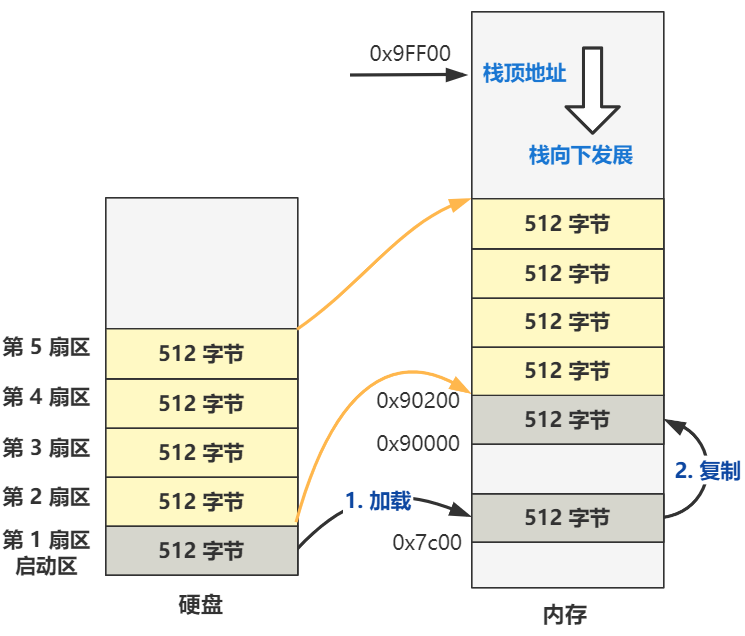 0x9FF00
栈顶地址
栈向下发展
512 字节
512 字节
512 字节
512 字节
0x90200
512 字节
0x90000
2. 复制
512 字节
0x7c00
内存
第 5 扇区
512 字节
第 4 扇区
512 字节
第 3 扇区
512 字节
第 2 扇区
512 字节
1. 加载
第 1 扇区
启动区
512 字节
硬盘